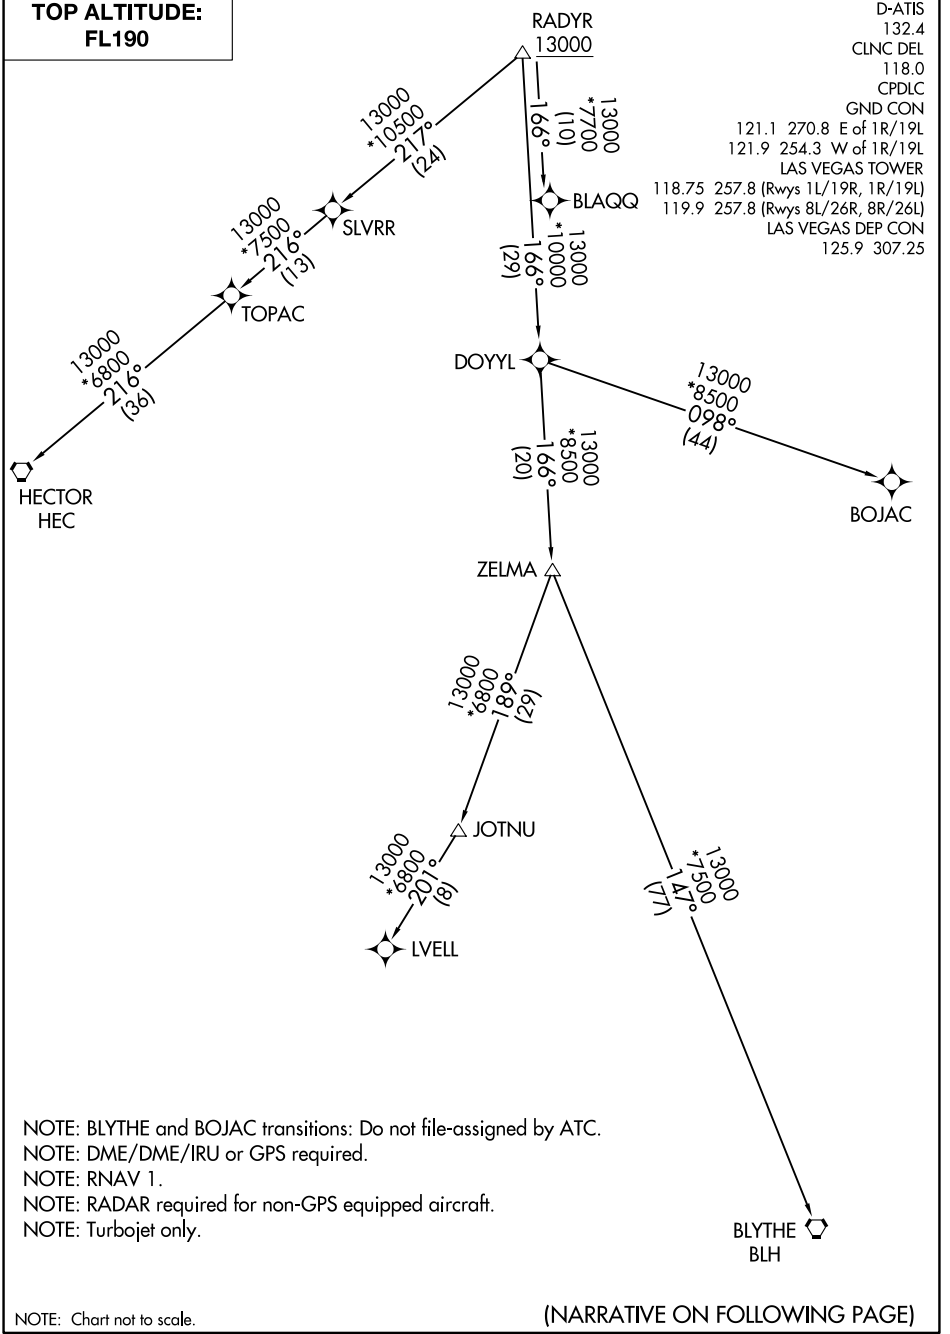 TOP ALTITUDE:
FL190
D-ATIS
132.4
CLNC DEL
118.0
CPDLC
GND CON
121.1 270.8 E of 1R/19L
121.9 254.3 W of 1R/19L
LAS VEGAS TOWER
118.75 257.8 (Rwys 1L/19R, 1R/19L)
119.9 257.8 (Rwys 8L/26R, 8R/26L)
LAS VEGAS DEP CON
125.9 307.25
RADYR
13000
13000
*10500
217°
(24)
13000
*7700
166°
(10)
BLAQQ
SLVRR
13000
*7500
216°
(13)
TOPAC
13000
*10000
166°
(29)
DOYYL
13000
*6800
216°
(36)
HECTOR
HEC
13000
*8500
098°
(44)
BOJAC
13000
*8500
166°
(20)
ZELMA
13000
*6800
189°
(29)
JOTNU
13000
*6800
201°
(8)
LVELL
13000
*7500
147°
(77)
BLYTHE
BLH
NOTE: BLYTHE and BOJAC transitions: Do not file-assigned by ATC.
NOTE: DME/DME/IRU or GPS required.
NOTE: RNAV 1.
NOTE: RADAR required for non-GPS equipped aircraft.
NOTE: Turbojet only.
NOTE: Chart not to scale.
(NARRATIVE ON FOLLOWING PAGE)